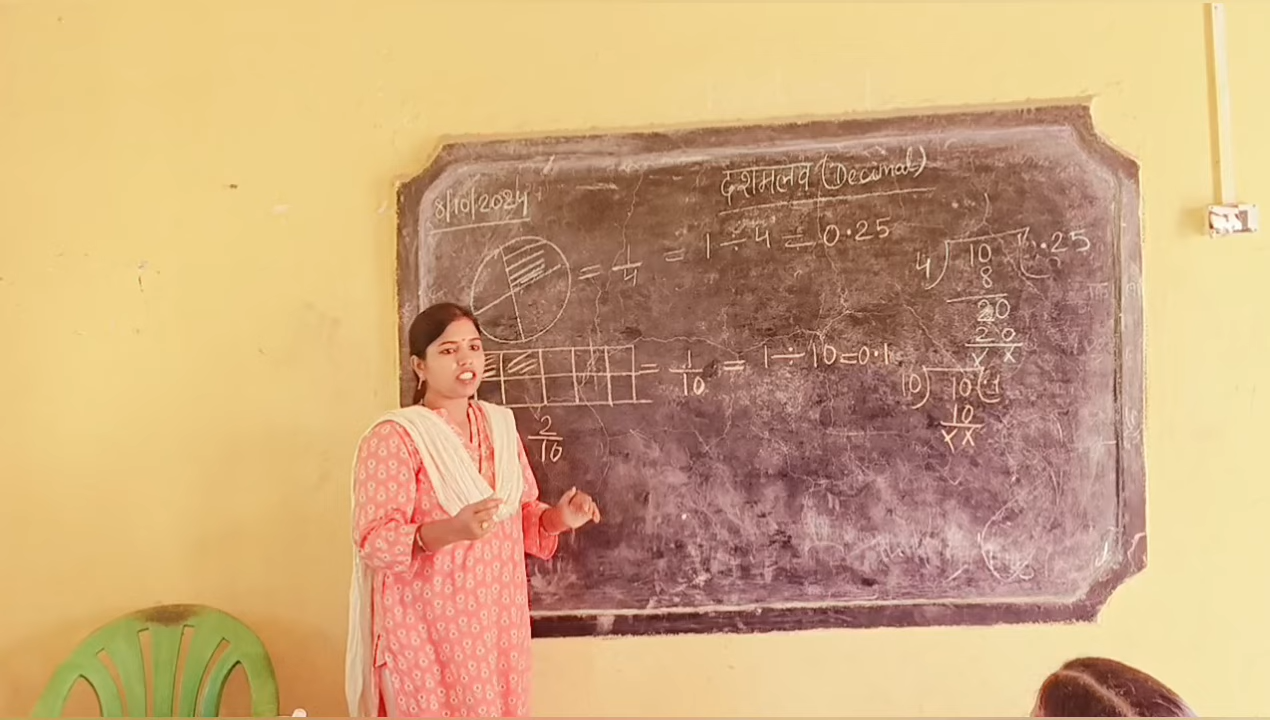 दशमलव (Decimal)
8/10/2024
= 1/4 = 1 ÷ 4 = 0.25
4) 10 (.25
8
20
20
x x
= 1/10 = 1 ÷ 10 = 0.1
10) 10 (.1
10
x x
2/10